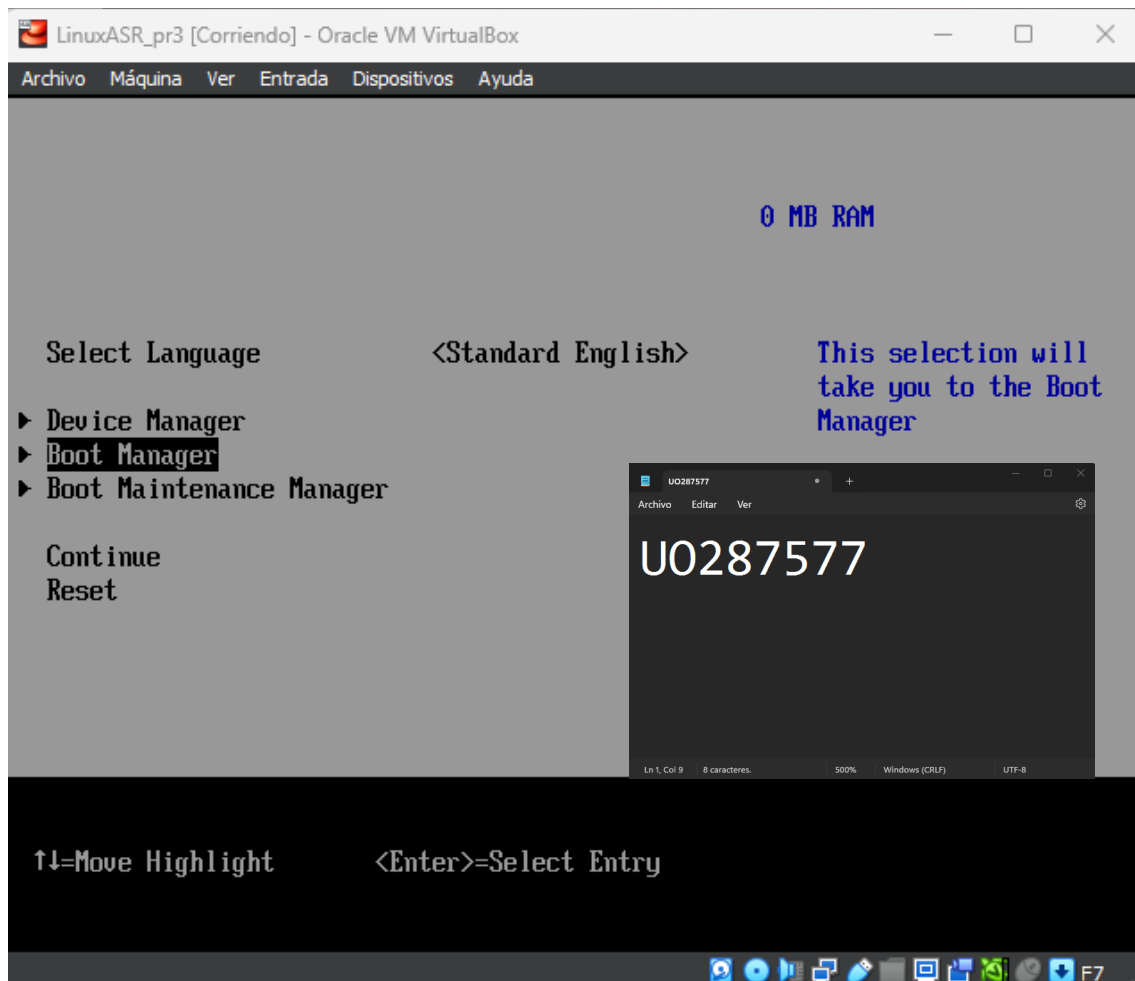 LinuxASR_pr3 [Corriendo] - Oracle VM VirtualBox
Archivo Máquina Ver Entrada Dispositivos Ayuda
0 MB RAM
Select Language <Standard English> This selection will
take you to the Boot
Device Manager Manager
Boot Manager
Boot Maintenance Manager
Continue
Reset
UO287577
Archivo Editar Ver
UO287577
Ln 1, Col 9 8 caracteres. 500% Windows (CRLF) UTF-8
↑↓=Move Highlight <Enter>=Select Entry
F7